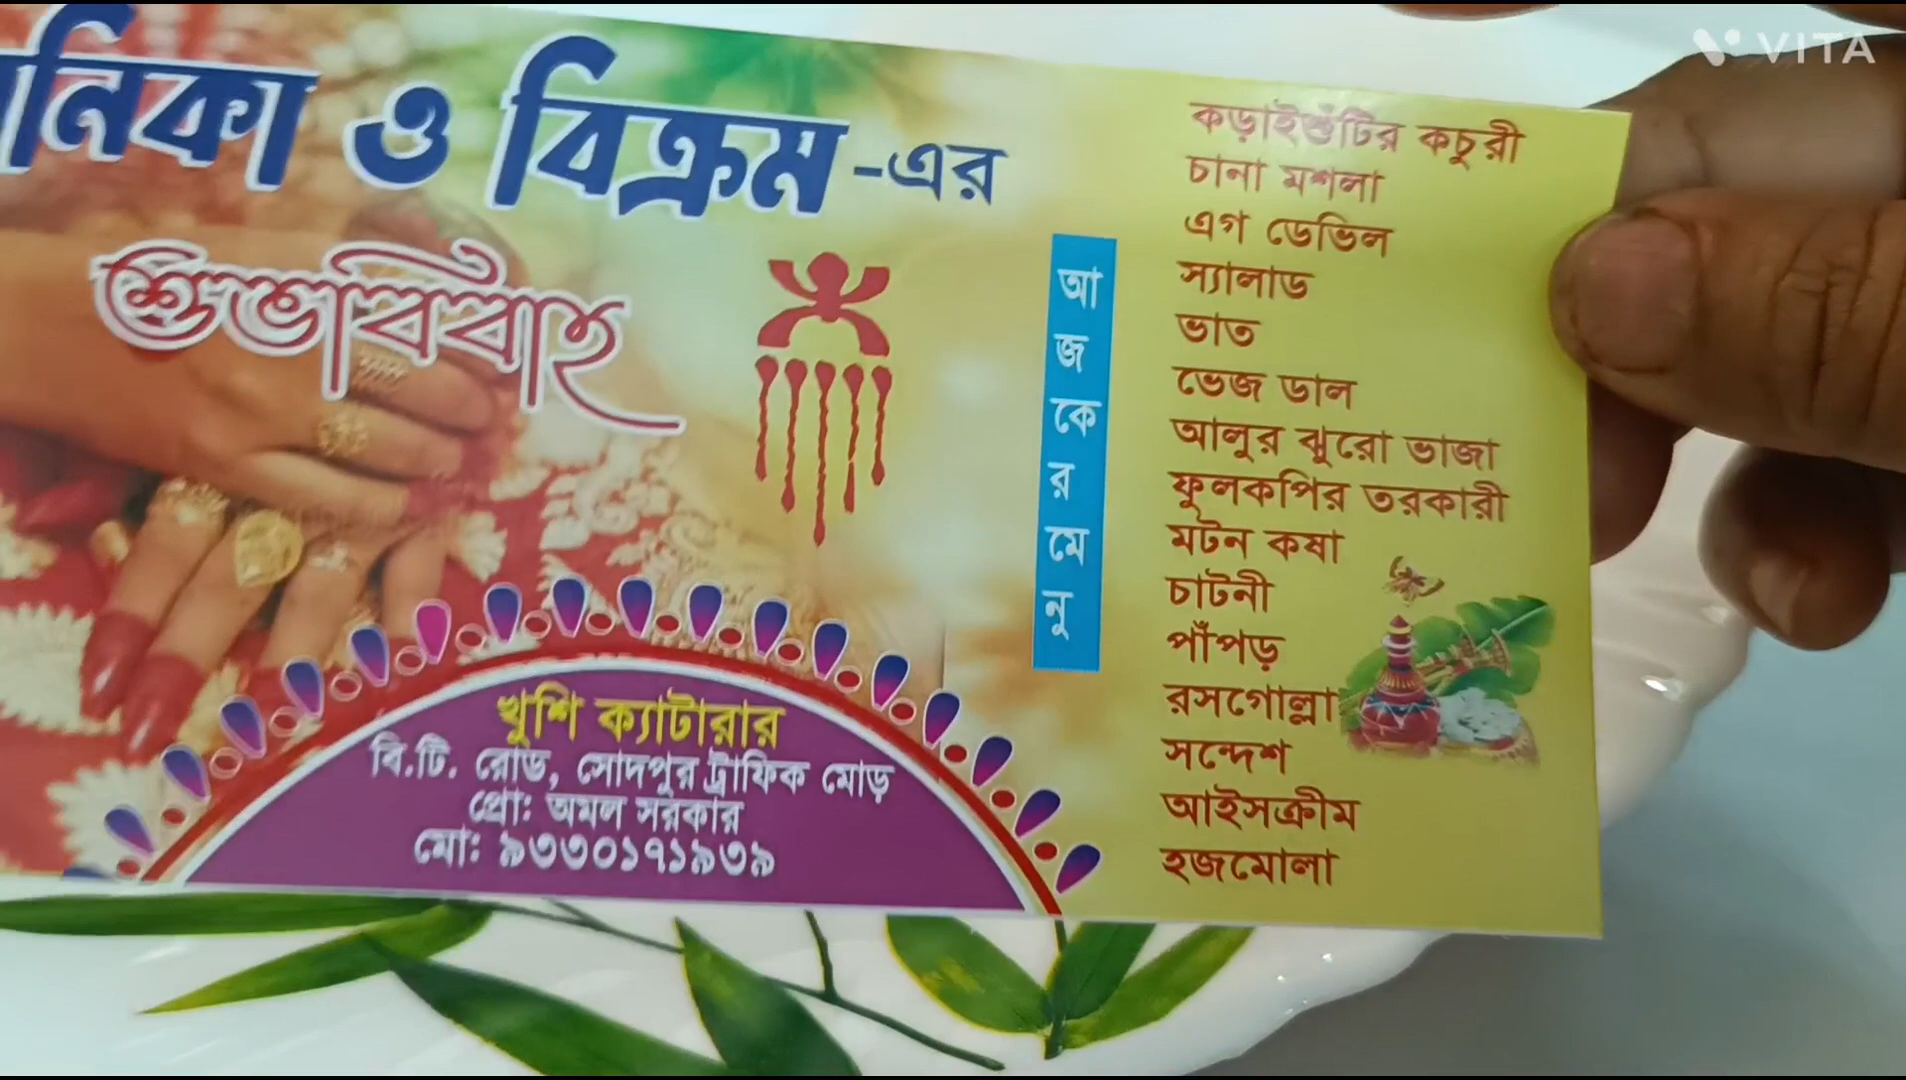 নিকা ও বিক্রম -এর
শুভবিবাহ
খুশি ক্যাটারার
বি.টি. রোড, সোদপুর ট্রাফিক মোড়
প্রো: অমল সরকার
মো: ৯৩৩০১৭১৯৩৯
আজকের মেনু
কড়াইশুঁটির কচুরী
চানা মশলা
এগ ডেভিল
স্যালাড
ভাত
ভেজ ডাল
আলুর ঝুরো ভাজা
ফুলকপির তরকারী
মটন কষা
চাটনী
পাঁপড়
রসগোল্লা
সন্দেশ
আইসক্রীম
হজমোলা
VITA